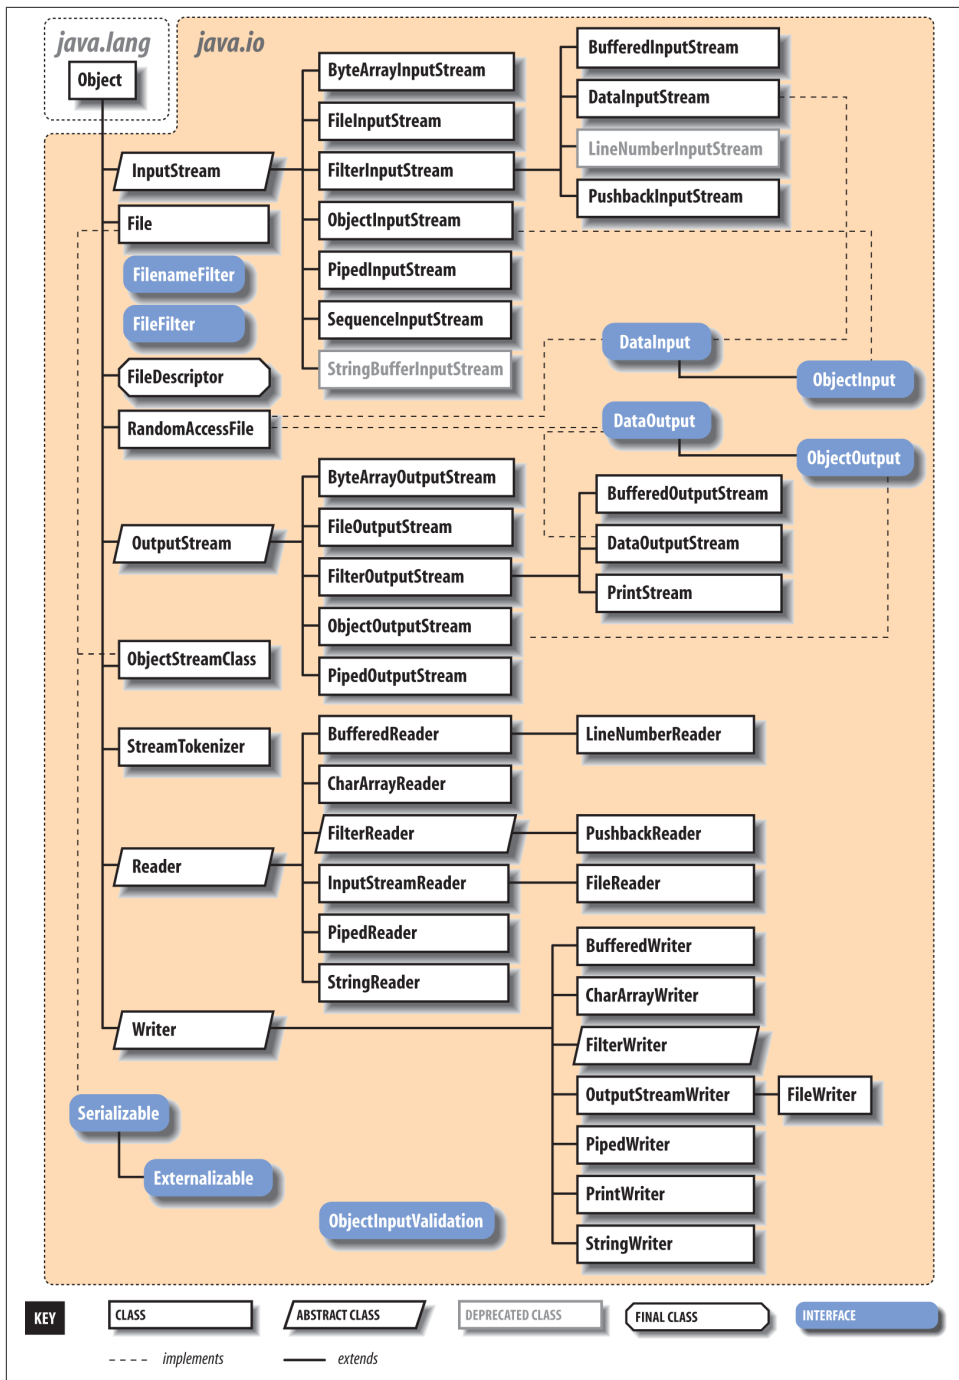 java.lang
java.io
Object
InputStream
File
FilenameFilter
FileFilter
FileDescriptor
RandomAccessFile
OutputStream
ObjectStreamClass
StreamTokenizer
Reader
Writer
Serializable
Externalizable
ByteArrayInputStream
FileInputStream
FilterInputStream
ObjectInputStream
PipedInputStream
SequenceInputStream
StringBufferInputStream
BufferedInputStream
DataInputStream
LineNumberInputStream
PushbackInputStream
DataInput
ObjectInput
DataOutput
ObjectOutput
ByteArrayOutputStream
FileOutputStream
FilterOutputStream
ObjectOutputStream
PipedOutputStream
BufferedOutputStream
DataOutputStream
PrintStream
BufferedReader
CharArrayReader
FilterReader
InputStreamReader
PipedReader
StringReader
LineNumberReader
PushbackReader
FileReader
BufferedWriter
CharArrayWriter
FilterWriter
OutputStreamWriter
FileWriter
PipedWriter
PrintWriter
StringWriter
ObjectInputValidation
KEY
CLASS
ABSTRACT CLASS
DEPRECATED CLASS
FINAL CLASS
INTERFACE
implements
extends